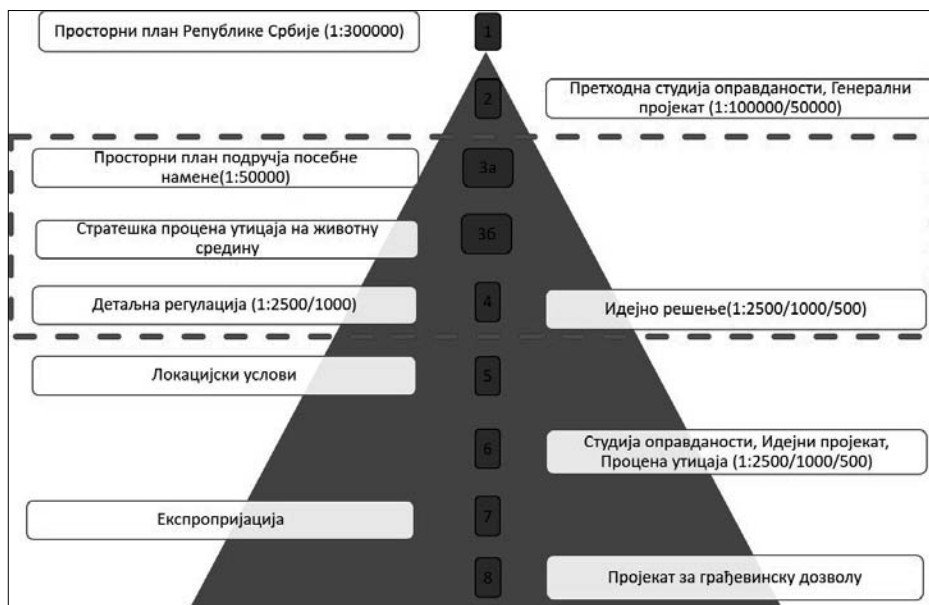 Просторни план Републике Србије (1:300000)
1
2
Претходна студија оправданости, Генерални
пројекат (1:100000/50000)
Просторни план подручја посебне
намене(1:50000)
3а
Стратешка процена утицаја на животну
средину
3б
Детаљна регулација (1:2500/1000)
4
Идејно решење(1:2500/1000/500)
Локацијски услови
5
6
Студија оправданости, Идејни пројекат,
Процена утицаја (1:2500/1000/500)
Експропријација
7
8
Пројекат за грађевинску дозволу